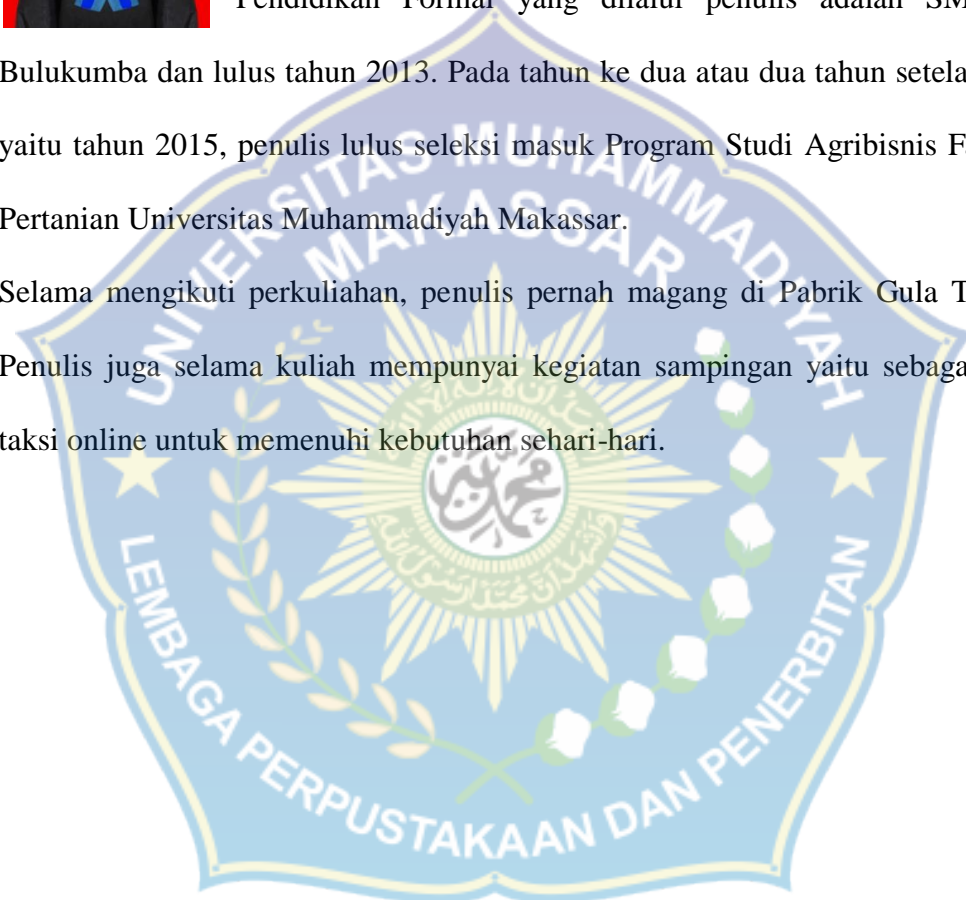 Pendidikan Formal yang dilalui penulis adalah SM
Bulukumba dan lulus tahun 2013. Pada tahun ke dua atau dua tahun setela
yaitu tahun 2015, penulis lulus seleksi masuk Program Studi Agribisnis F
Pertanian Universitas Muhammadiyah Makassar.
Selama mengikuti perkuliahan, penulis pernah magang di Pabrik Gula T
Penulis juga selama kuliah mempunyai kegiatan sampingan yaitu sebaga
taksi online untuk memenuhi kebutuhan sehari-hari.
UNIVERSITAS MUHAMMADIYAH
MAKASSAR
LEMBAGA PERPUSTAKAAN DAN PENERBITAN